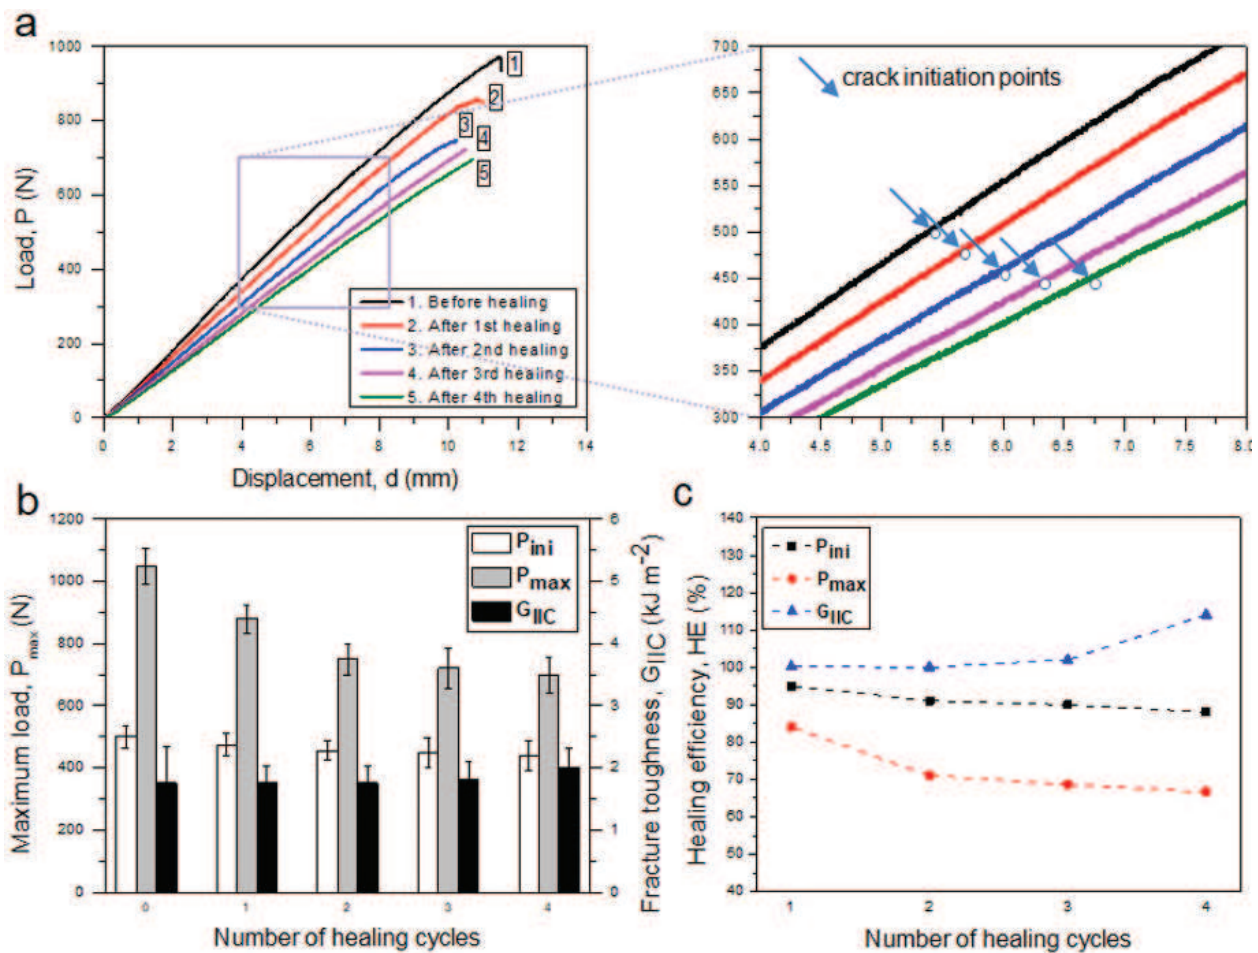 a
1000
800
600
400
200
0
0 2 4 6 8 10 12 14
Load, P (N)
Displacement, d (mm)
1
2
3
4
5
1. Before healing
2. After 1st healing
3. After 2nd healing
4. After 3rd healing
5. After 4th healing
700
650
600
550
500
450
400
350
300
4.0 4.5 5.0 5.5 6.0 6.5 7.0 7.5 8.0
crack initiation points
b
1200
1000
800
600
400
200
0
0 1 2 3 4
6
5
4
3
2
1
0
Maximum load, Pmax (N)
Fracture toughness, GIIC (kJ m-2)
Number of healing cycles
Pini
Pmax
GIIC
c
140
130
120
110
100
90
80
70
60
50
40
1 2 3 4
Healing efficiency, HE (%)
Number of healing cycles
Pini
Pmax
GIIC